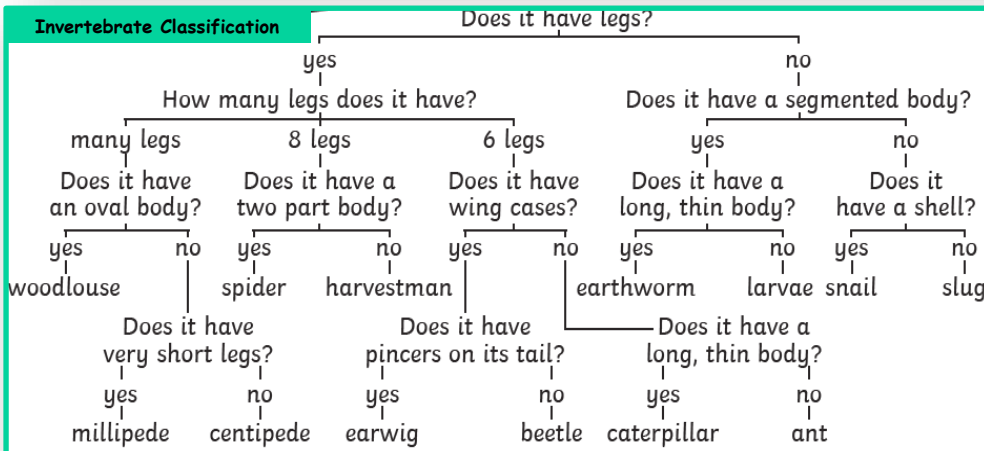 Invertebrate Classification
Does it have legs?
yes no
How many legs does it have? Does it have a segmented body?
many legs 8 legs 6 legs yes no
Does it have Does it have a Does it have Does it have a Does it
an oval body? two part body? wing cases? long, thin body? have a shell?
yes no yes no yes no yes no yes no
woodlouse spider harvestman earthworm larvae snail slug
Does it have Does it have Does it have a
very short legs? pincers on its tail? long, thin body?
yes no yes no yes no
millipede centipede earwig beetle caterpillar ant